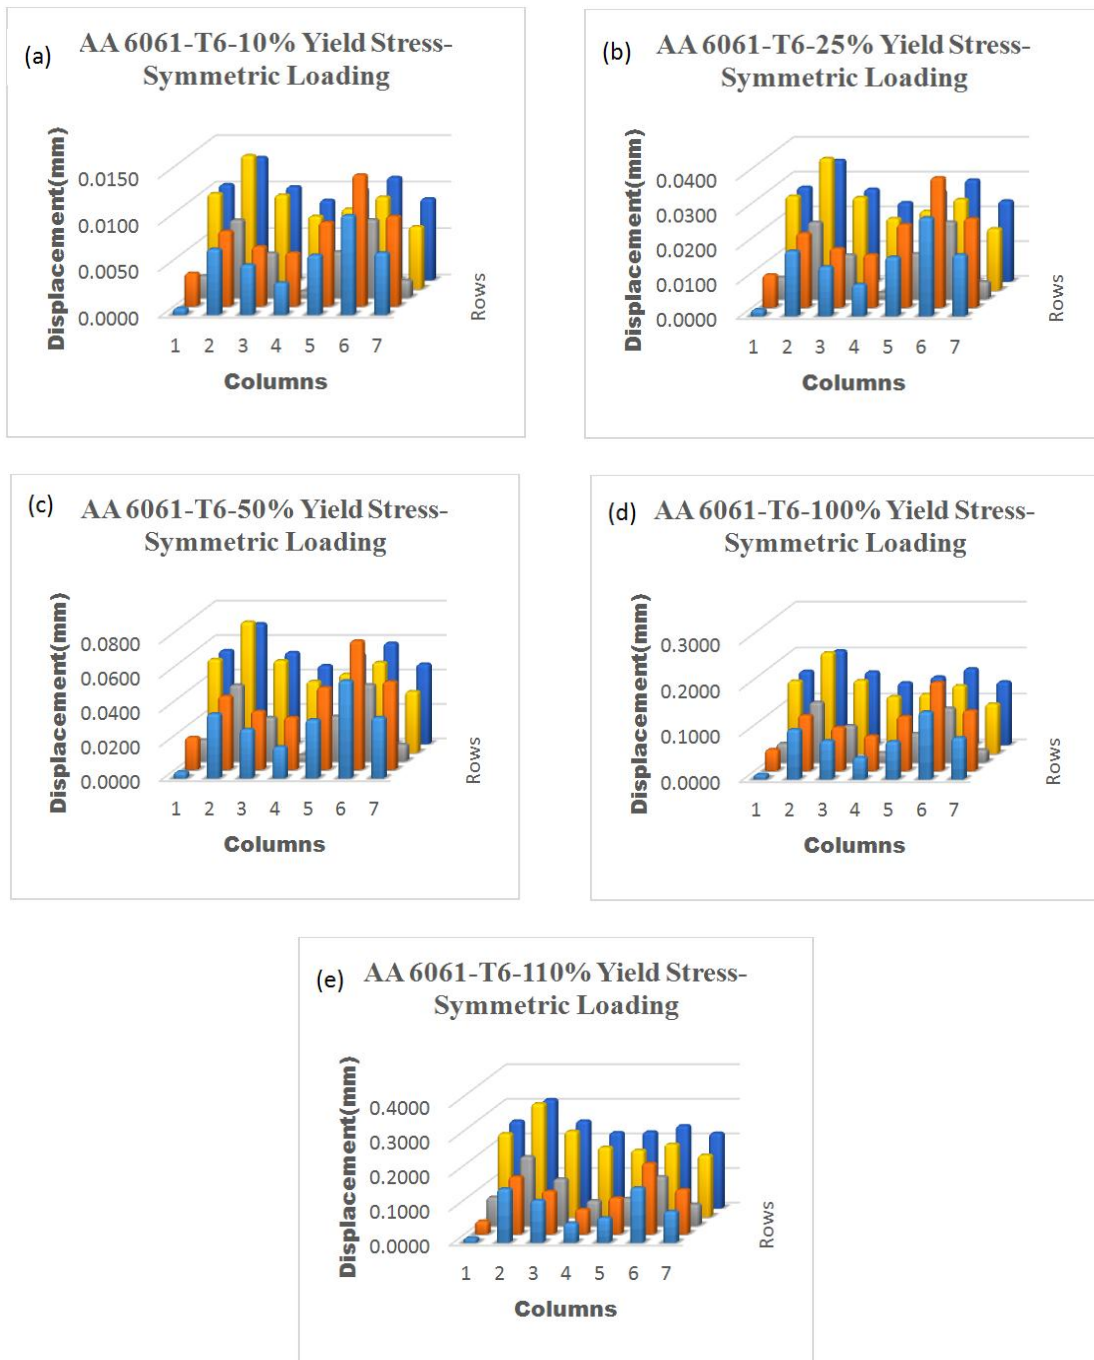 (a) AA 6061-T6-10% Yield Stress-
Symmetric Loading
Displacement(mm)
0.0150
0.0100
0.0050
0.0000
1 2 3 4 5 6 7
Columns
Rows
(b) AA 6061-T6-25% Yield Stress-
Symmetric Loading
Displacement(mm)
0.0400
0.0300
0.0200
0.0100
0.0000
1 2 3 4 5 6 7
Columns
Rows
(c) AA 6061-T6-50% Yield Stress-
Symmetric Loading
Displacement(mm)
0.0800
0.0600
0.0400
0.0200
0.0000
1 2 3 4 5 6 7
Columns
Rows
(d) AA 6061-T6-100% Yield Stress-
Symmetric Loading
Displacement(mm)
0.3000
0.2000
0.1000
0.0000
1 2 3 4 5 6 7
Columns
Rows
(e) AA 6061-T6-110% Yield Stress-
Symmetric Loading
Displacement(mm)
0.4000
0.3000
0.2000
0.1000
0.0000
1 2 3 4 5 6 7
Columns
Rows